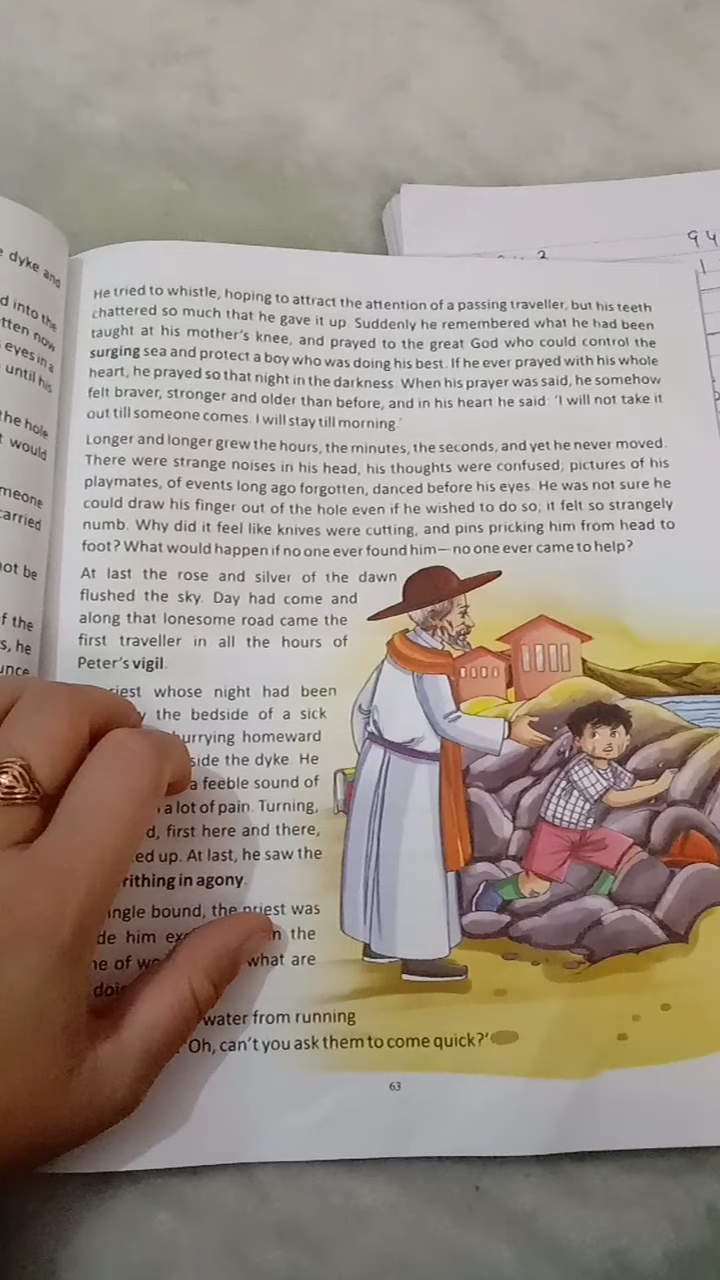 e dyke and
d into the
tten now
eyes in a
until his
the hole
t would
meone
carried
ot be
f the
s, he
unce
He tried to whistle, hoping to attract the attention of a passing traveller, but his teeth
chattered so much that he gave it up. Suddenly he remembered what he had been
taught at his mother's knee, and prayed to the great God who could control the
surging sea and protect a boy who was doing his best. If he ever prayed with his whole
heart, he prayed so that night in the darkness. When his prayer was said, he somehow
felt braver, stronger and older than before, and in his heart he said: 'I will not take it
out till someone comes. I will stay till morning.'
Longer and longer grew the hours, the minutes, the seconds, and yet he never moved.
There were strange noises in his head, his thoughts were confused; pictures of his
playmates, of events long ago forgotten, danced before his eyes. He was not sure he
could draw his finger out of the hole even if he wished to do so; it felt so strangely
numb. Why did it feel like knives were cutting, and pins pricking him from head to
foot? What would happen if no one ever found him—no one ever came to help?
At last the rose and silver of the dawn
flushed the sky. Day had come and
along that lonesome road came the
first traveller in all the hours of
Peter's vigil.
iest whose night had been
the bedside of a sick
urrying homeward
side the dyke. He
a feeble sound of
a lot of pain. Turning,
d, first here and there,
ed up. At last, he saw the
rithing in agony.
ingle bound, the priest was
de him in the
ne of what are
doi
water from running
'Oh, can't you ask them to come quick?'
63
94
2
1